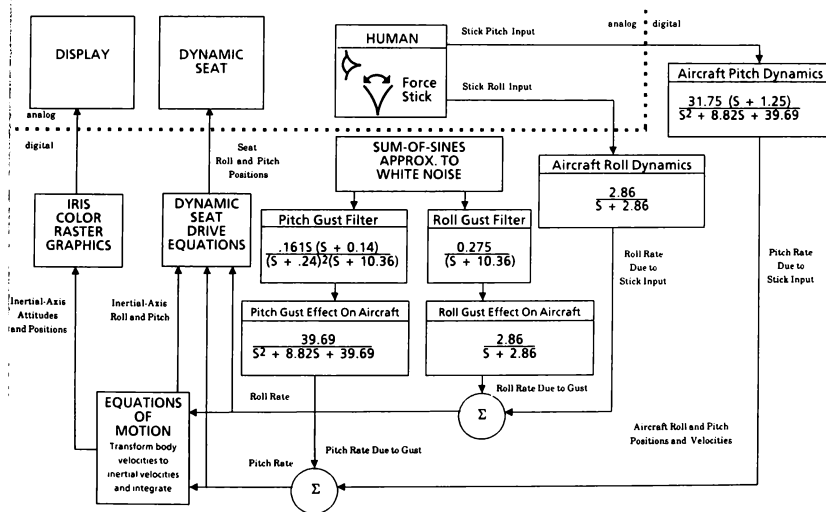 DISPLAY
analog
digital
DYNAMIC
SEAT
HUMAN
Force
Stick
Stick Pitch Input
Stick Roll Input
analog
digital
Aircraft Pitch Dynamics
31.75 (S + 1.25)
S² + 8.82S + 39.69
Seat
Roll and Pitch
Positions
SUM-OF-SINES
APPROX. TO
WHITE NOISE
Aircraft Roll Dynamics
2.86
S + 2.86
IRIS
COLOR
RASTER
GRAPHICS
DYNAMIC
SEAT
DRIVE
EQUATIONS
Pitch Gust Filter
.161S (S + 0.14)
(S + .24)²(S + 10.36)
Roll Gust Filter
0.275
(S + 10.36)
Roll Rate
Due to
Stick Input
Pitch Rate
Due to
Stick Input
Inertial-Axis
Attitudes
and Positions
Inertial-Axis
Roll and Pitch
Pitch Gust Effect On Aircraft
39.69
S² + 8.82S + 39.69
Roll Gust Effect On Aircraft
2.86
S + 2.86
Roll Rate Due to Gust
Roll Rate
Σ
EQUATIONS
OF
MOTION
Transform body
velocities to
inertial velocities
and integrate
Aircraft Roll and Pitch
Positions and Velocities
Pitch Rate Due to Gust
Pitch Rate
Σ